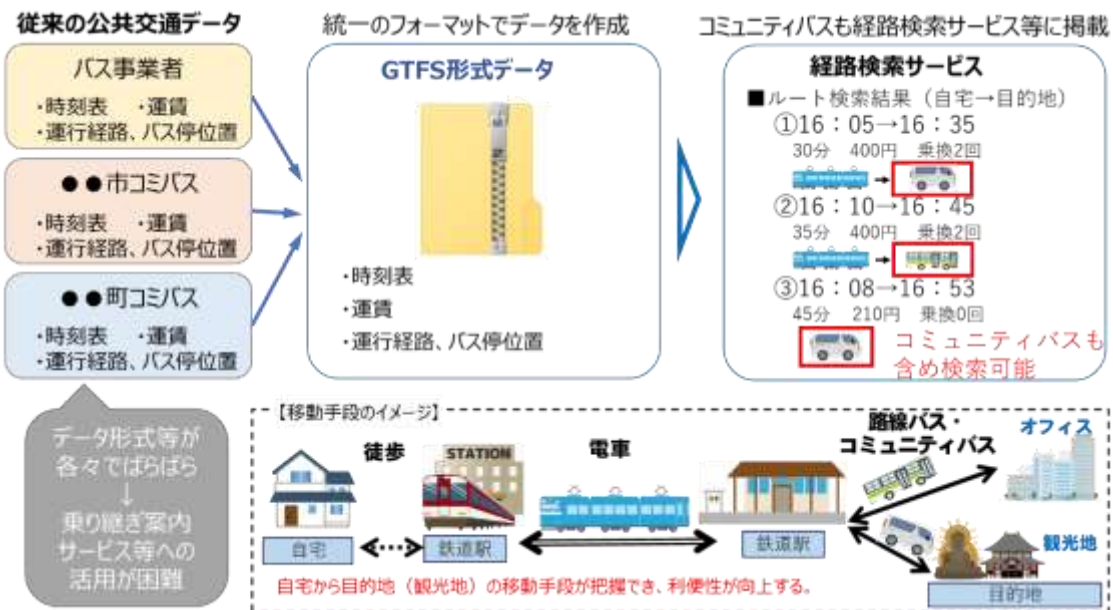 従来の公共交通データ
バス事業者
・時刻表 ・運賃
・運行経路、バス停位置
●●市コミバス
・時刻表 ・運賃
・運行経路、バス停位置
●●町コミバス
・時刻表 ・運賃
・運行経路、バス停位置
データ形式等が
各々でばらばら
↓
乗り継ぎ案内
サービス等への
活用が困難
統一のフォーマットでデータを作成
GTFS形式データ
・時刻表
・運賃
・運行経路、バス停位置
コミュニティバスも経路検索サービス等に掲載
経路検索サービス
■ルート検索結果（自宅→目的地）
①16：05→16：35
30分 400円 乗換2回
②16：10→16：45
35分 400円 乗換2回
③16：08→16：53
45分 210円 乗換0回
コミュニティバスも
含め検索可能
【移動手段のイメージ】
徒歩
STATION
電車
路線バス・
コミュニティバス
オフィス
観光地
自宅
鉄道駅
鉄道駅
目的地
自宅から目的地（観光地）の移動手段が把握でき、利便性が向上する。